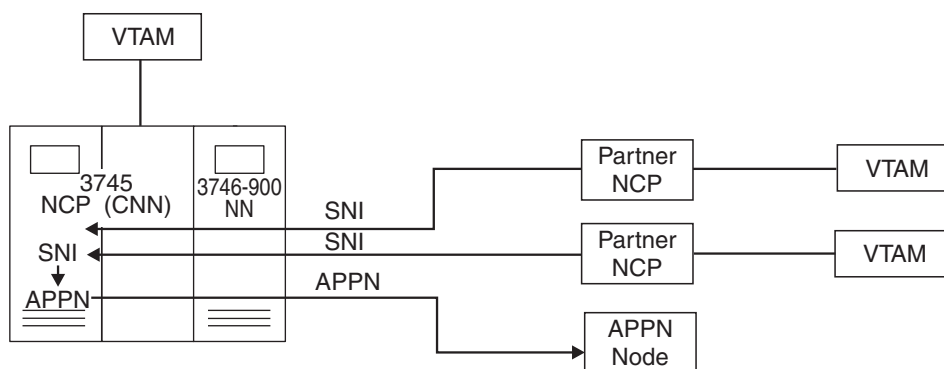 VTAM
3745
NCP (CNN)
3746-900
NN
SNI
SNI
SNI
APPN
APPN
Partner
NCP
VTAM
Partner
NCP
VTAM
APPN
Node